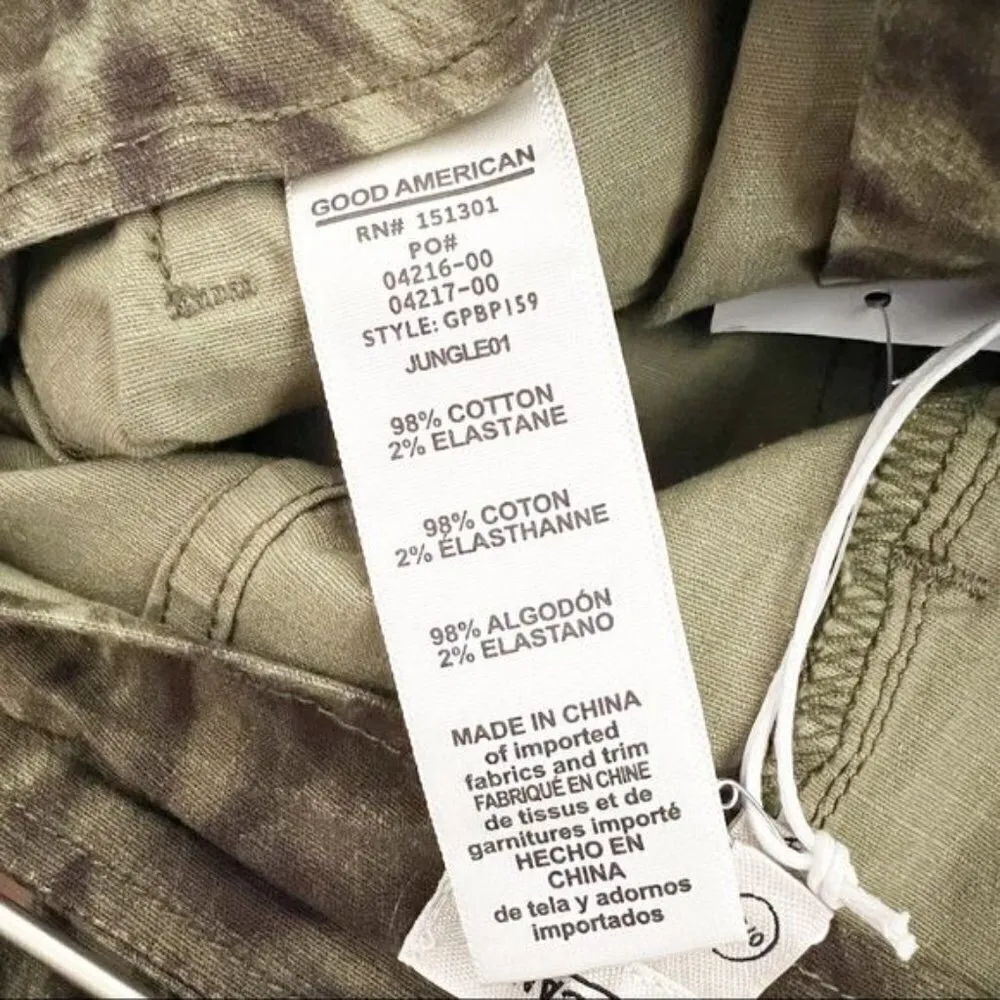 GOOD AMERICAN
RN# 151301
PO#
04216-00
04217-00
STYLE: GPBP159
JUNGLE01
98% COTTON
2% ELASTANE
98% COTON
2% ÉLASTHANNE
98% ALGODÓN
2% ELASTANO
MADE IN CHINA
of imported
fabrics and trim
FABRIQUÉ EN CHINE
de tissus et de
garnitures importé
HECHO EN
CHINA
de tela y adornos
importados